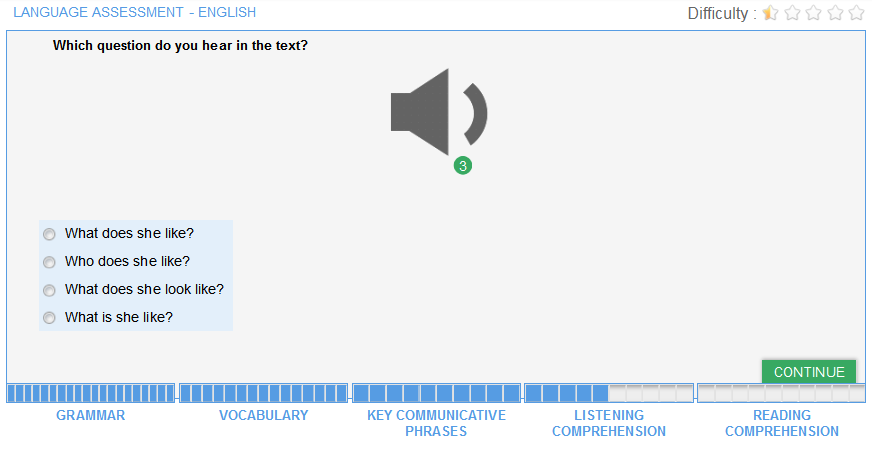 LANGUAGE ASSESSMENT - ENGLISH
Difficulty :
Which question do you hear in the text?
3
What does she like?
Who does she like?
What does she look like?
What is she like?
CONTINUE
GRAMMAR
VOCABULARY
KEY COMMUNICATIVE
PHRASES
LISTENING
COMPREHENSION
READING
COMPREHENSION